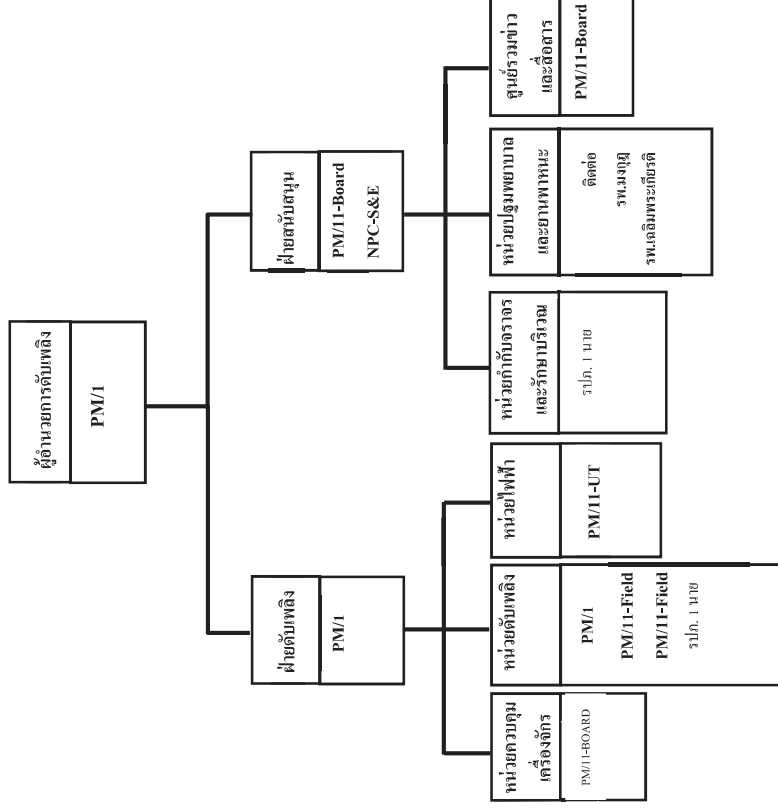 ผู้อำนวยการดับเพลิง
PM/1
ฝ่ายดับเพลิง
PM/1
ฝ่ายสนับสนุน
PM/11-Board
NPC-S&E
หน่วยควบคุม
เครื่องจักร
PM/11-BOARD
หน่วยดับเพลิง
PM/1
PM/11-Field
PM/11-Field
รปภ. 1 นาย
หน่วยไฟฟ้า
PM/11-UT
หน่วยกำกับจราจร
และรักษาบริเวณ
รปภ. 1 นาย
หน่วยปฐมพยาบาล
และยานพาหนะ
ติดต่อ
รพ.มงกุฎ
รพ.เฉลิมพระเกียรติ
ศูนย์รวมข่าว
และสื่อสาร
PM/11-Board